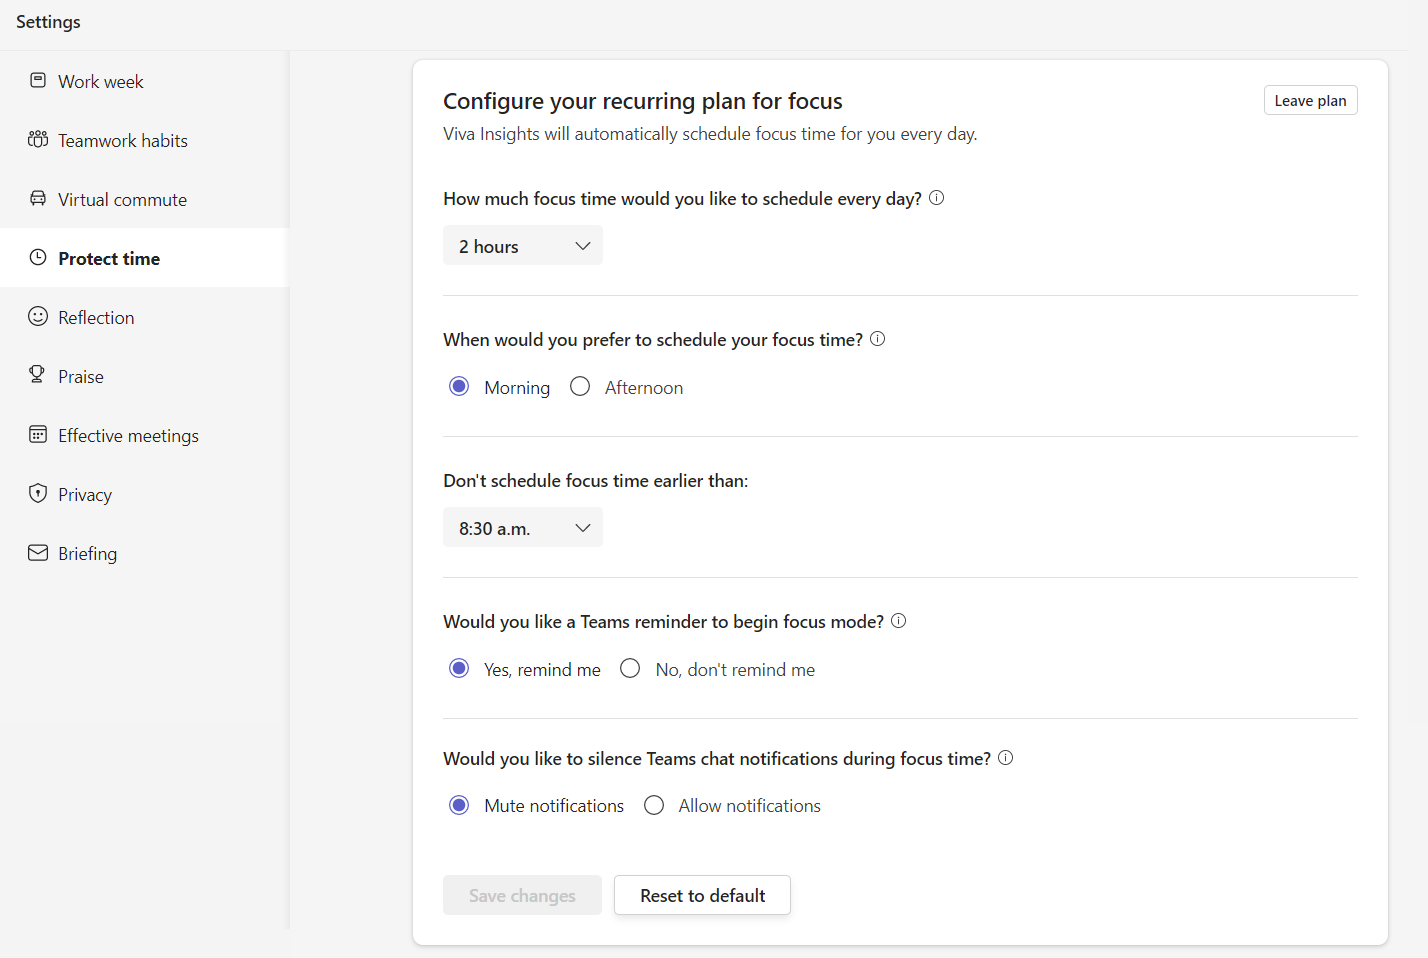 Settings
Work week
Teamwork habits
Virtual commute
Protect time
Reflection
Praise
Effective meetings
Privacy
Briefing
Configure your recurring plan for focus
Leave plan
Viva Insights will automatically schedule focus time for you every day.
How much focus time would you like to schedule every day?
2 hours
When would you prefer to schedule your focus time?
Morning Afternoon
Don't schedule focus time earlier than:
8:30 a.m.
Would you like a Teams reminder to begin focus mode?
Yes, remind me No, don't remind me
Would you like to silence Teams chat notifications during focus time?
Mute notifications Allow notifications
Save changes Reset to default